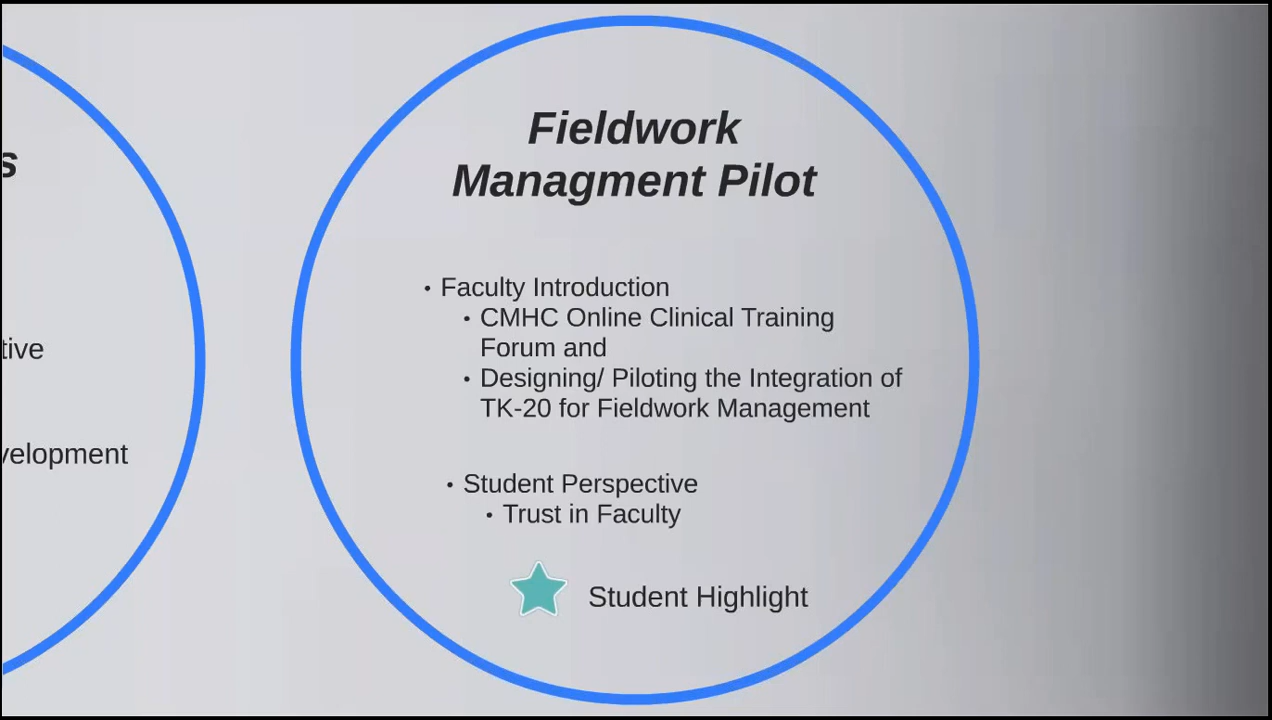 Fieldwork
Managment Pilot
• Faculty Introduction
• CMHC Online Clinical Training
Forum and
• Designing/ Piloting the Integration of
TK-20 for Fieldwork Management
• Student Perspective
• Trust in Faculty
Student Highlight